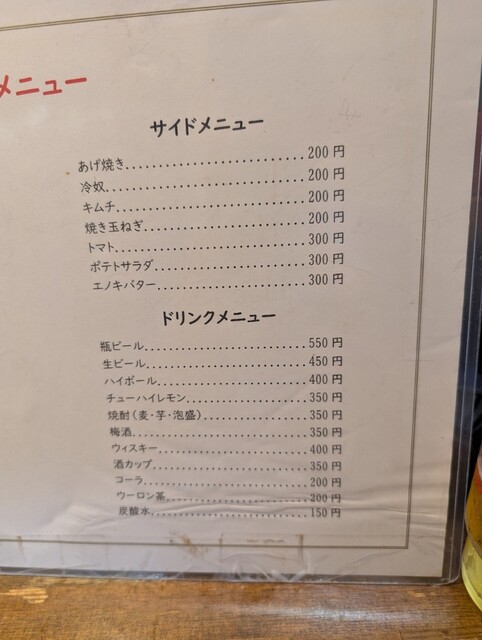 メニュー
サイドメニュー
あげ焼き............................200円
冷奴..............................200円
キムチ.............................200円
焼き玉ねぎ.........................200円
トマト.............................300円
ポテトサラダ.......................300円
エノキバター.......................300円
ドリンクメニュー
瓶ビール.........................550円
生ビール.........................450円
ハイボール.......................400円
チューハイレモン...................350円
焼酎(麦・芋・泡盛)................350円
梅酒............................350円
ウィスキー.......................400円
酒カップ.........................350円
コーラ..........................200円
ウーロン茶.......................200円
炭酸水..........................150円